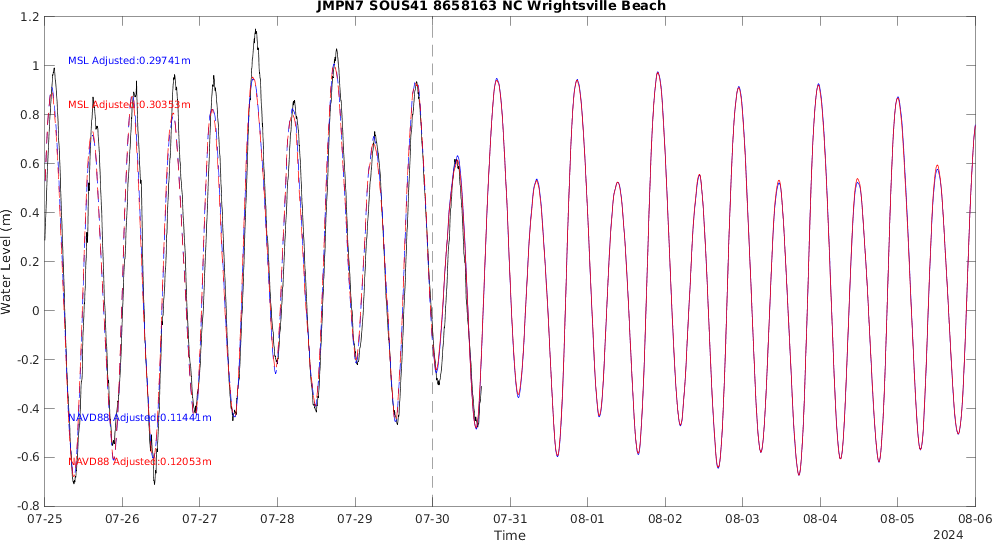 JMPN7 SOUS41 8658163 NC Wrightsville Beach
1.2
1
0.8
0.6
0.4
0.2
0
-0.2
-0.4
-0.6
-0.8
Water Level (m)
MSL Adjusted:0.29741m
MSL Adjusted:0.30353m
NAVD88 Adjusted:0.11441m
NAVD88 Adjusted:0.12053m
07-25 07-26 07-27 07-28 07-29 07-30 07-31 08-01 08-02 08-03 08-04 08-05 08-06
Time
2024